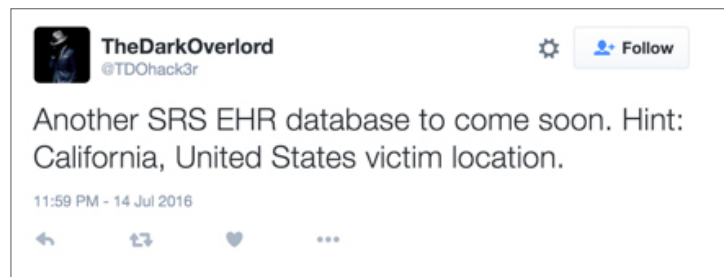 TheDarkOverlord
@TDOhack3r
Follow
Another SRS EHR database to come soon. Hint:
California, United States victim location.
11:59 PM - 14 Jul 2016